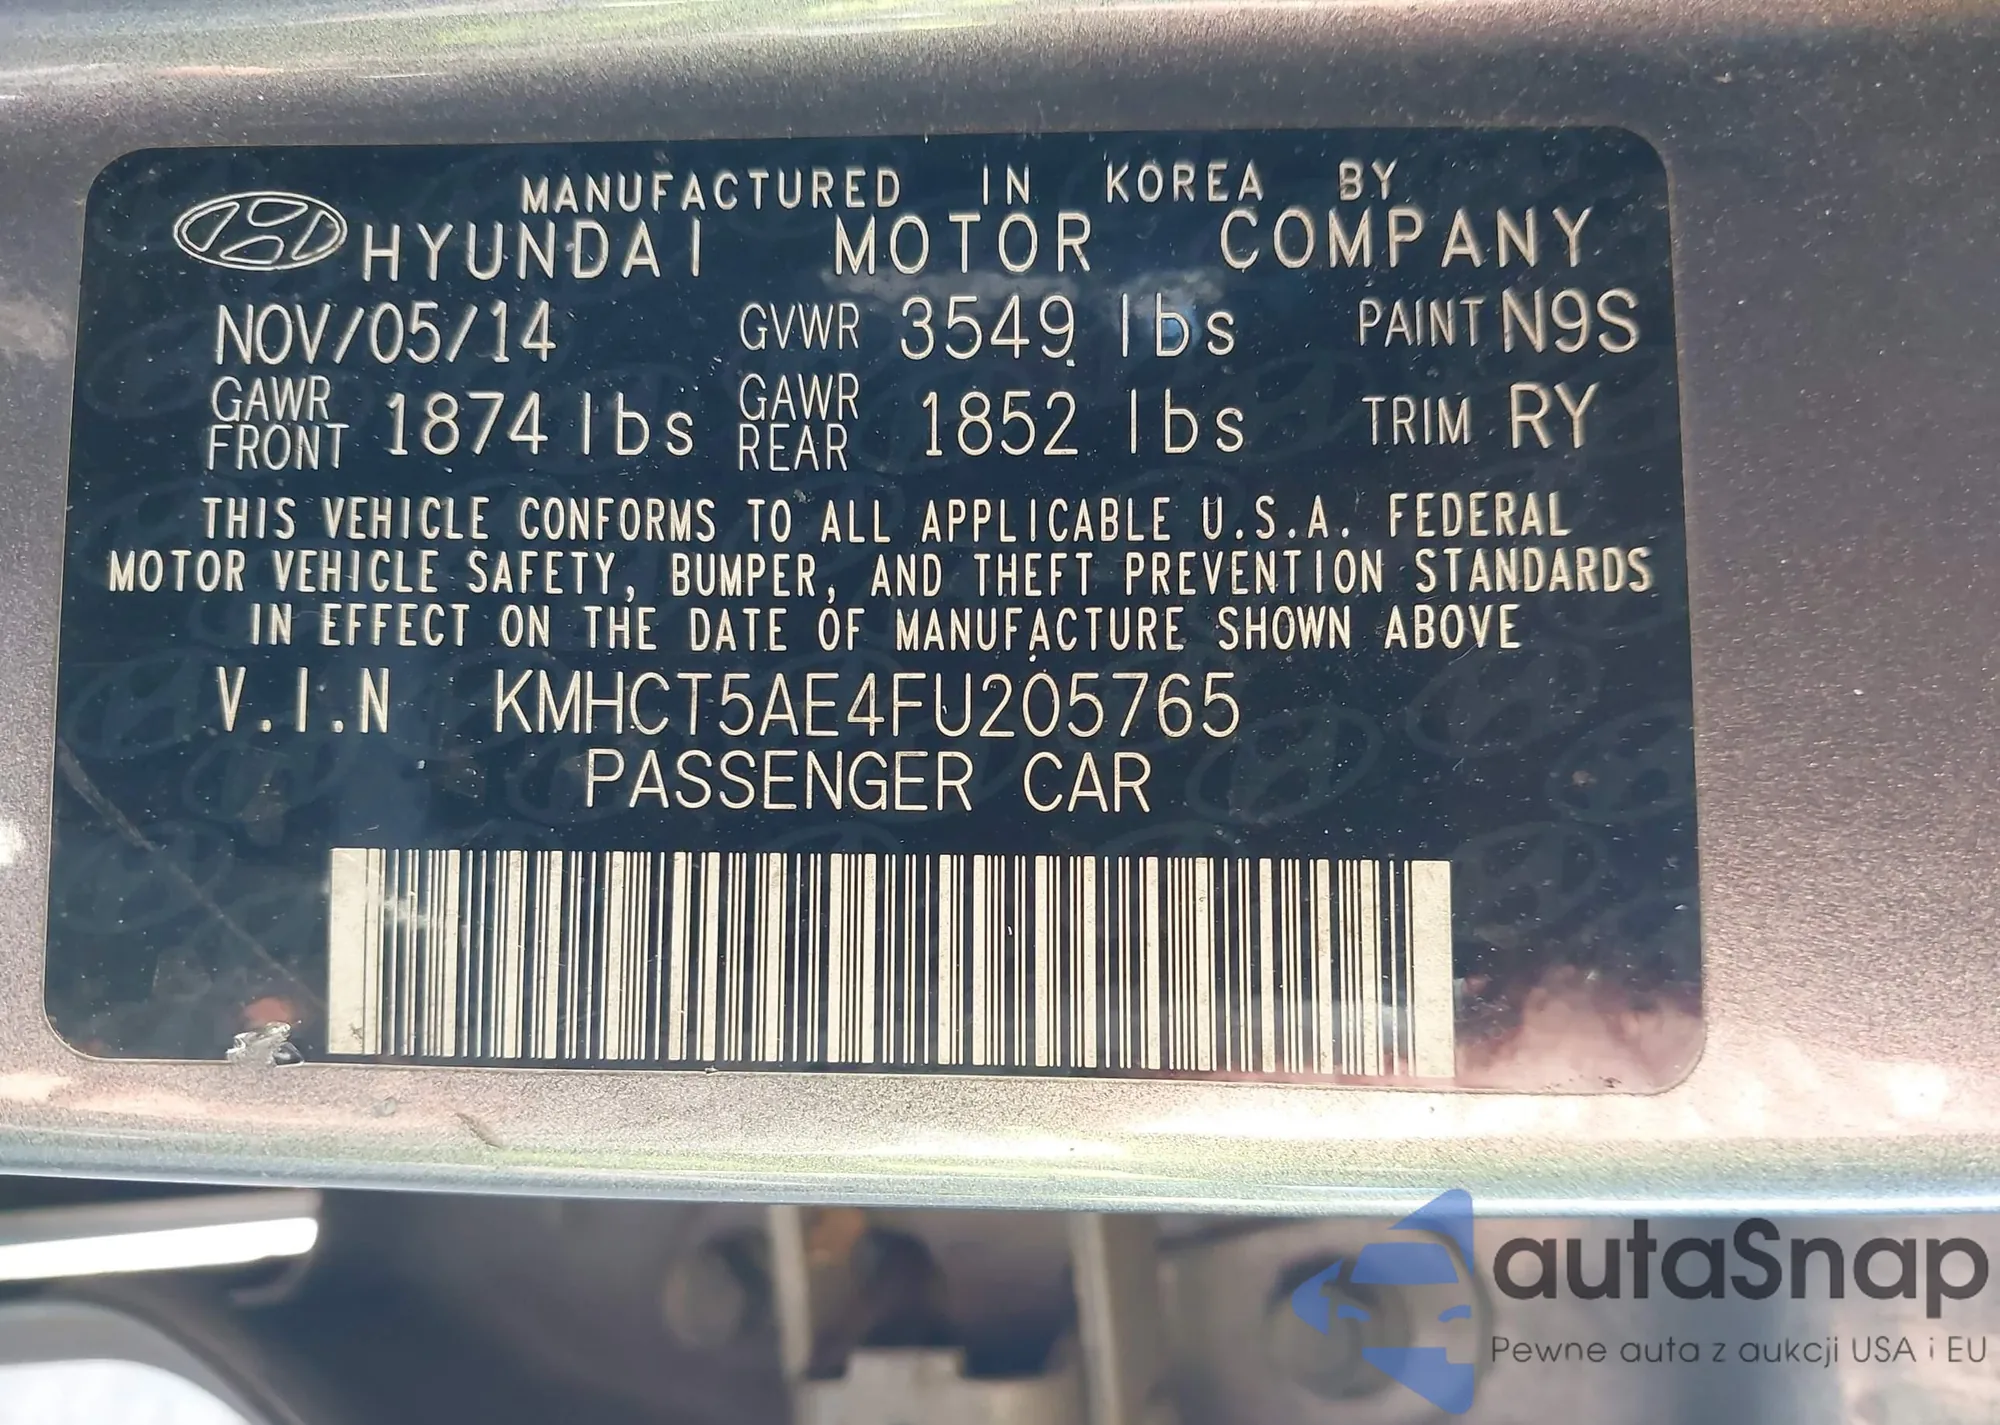 MANUFACTURED IN KOREA BY
HYUNDAI MOTOR COMPANY
NOV/05/14 GVWR 3549 lbs PAINT N9S
GAWR FRONT 1874 lbs GAWR REAR 1852 lbs TRIM RY
THIS VEHICLE CONFORMS TO ALL APPLICABLE U.S.A. FEDERAL
MOTOR VEHICLE SAFETY, BUMPER, AND THEFT PREVENTION STANDARDS
IN EFFECT ON THE DATE OF MANUFACTURE SHOWN ABOVE
V.I.N KMHCT5AE4FU205765
PASSENGER CAR
autaSnap
Pewne auta z aukcji USA i EU